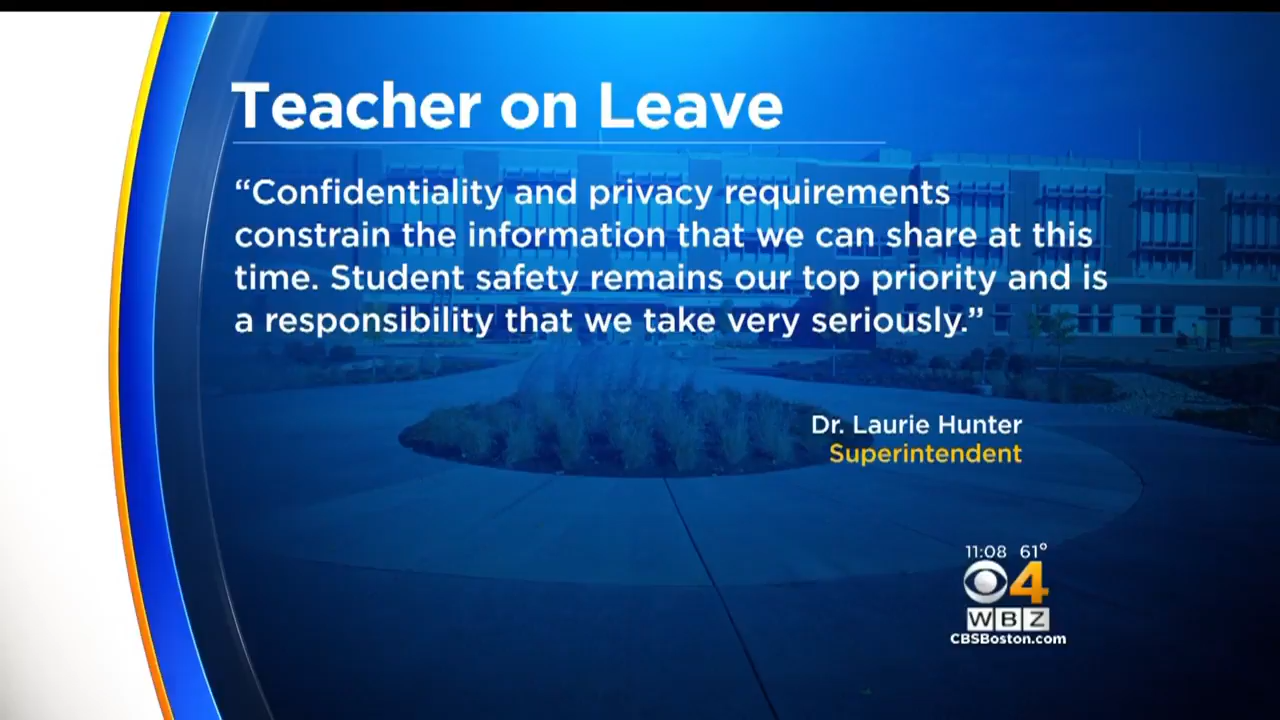 Teacher on Leave
“Confidentiality and privacy requirements
constrain the information that we can share at this
time. Student safety remains our top priority and is
a responsibility that we take very seriously.”
Dr. Laurie Hunter
Superintendent
11:08 61°
4
WBZ
CBSBoston.com